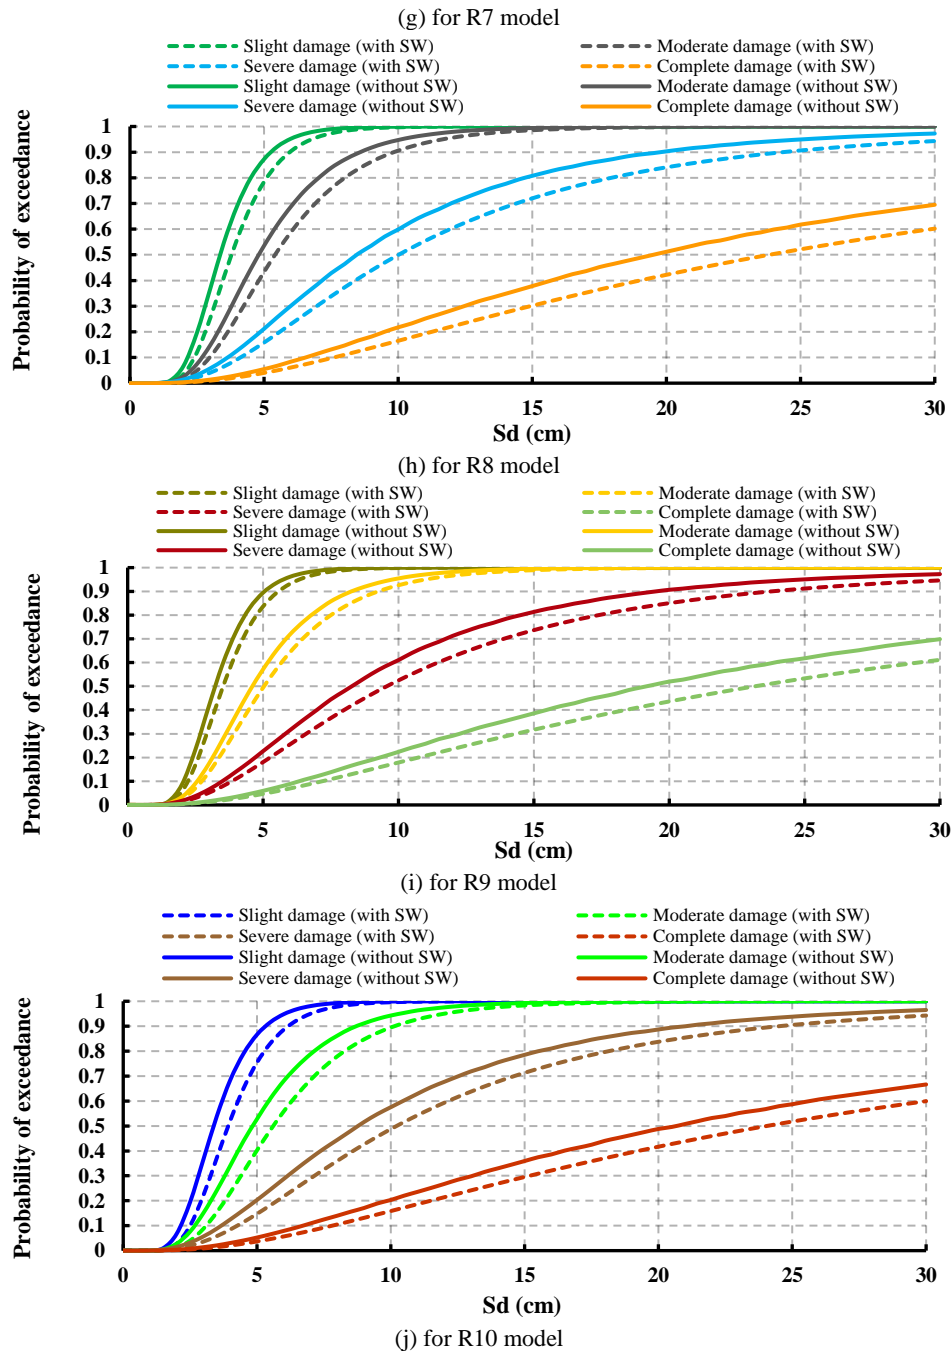 (g) for R7 model
Slight damage (with SW) Moderate damage (with SW)
Severe damage (with SW) Complete damage (with SW)
Slight damage (without SW) Moderate damage (without SW)
Severe damage (without SW) Complete damage (without SW)
Probability of exceedance
1
0.9
0.8
0.7
0.6
0.5
0.4
0.3
0.2
0.1
0
0 5 10 15 20 25 30
Sd (cm)
(h) for R8 model
Slight damage (with SW) Moderate damage (with SW)
Severe damage (with SW) Complete damage (with SW)
Slight damage (without SW) Moderate damage (without SW)
Severe damage (without SW) Complete damage (without SW)
Probability of exceedance
1
0.9
0.8
0.7
0.6
0.5
0.4
0.3
0.2
0.1
0
0 5 10 15 20 25 30
Sd (cm)
(i) for R9 model
Slight damage (with SW) Moderate damage (with SW)
Severe damage (with SW) Complete damage (with SW)
Slight damage (without SW) Moderate damage (without SW)
Severe damage (without SW) Complete damage (without SW)
Probability of exceedance
1
0.9
0.8
0.7
0.6
0.5
0.4
0.3
0.2
0.1
0
0 5 10 15 20 25 30
Sd (cm)
(j) for R10 model